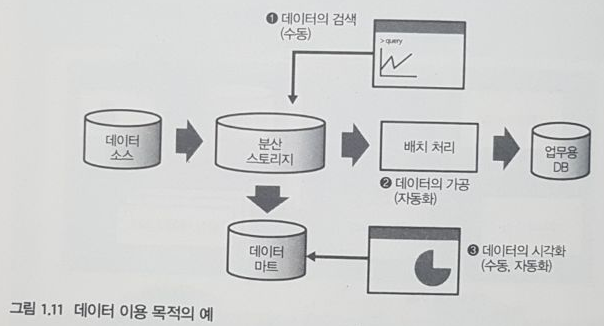 ❶ 데이터의 검색
(수동)
> query
데이터
소스
분산
스토리지
배치 처리
업무용
DB
❷ 데이터의 가공
(자동화)
데이터
마트
❸ 데이터의 시각화
(수동, 자동화)
그림 1.11 데이터 이용 목적의 예